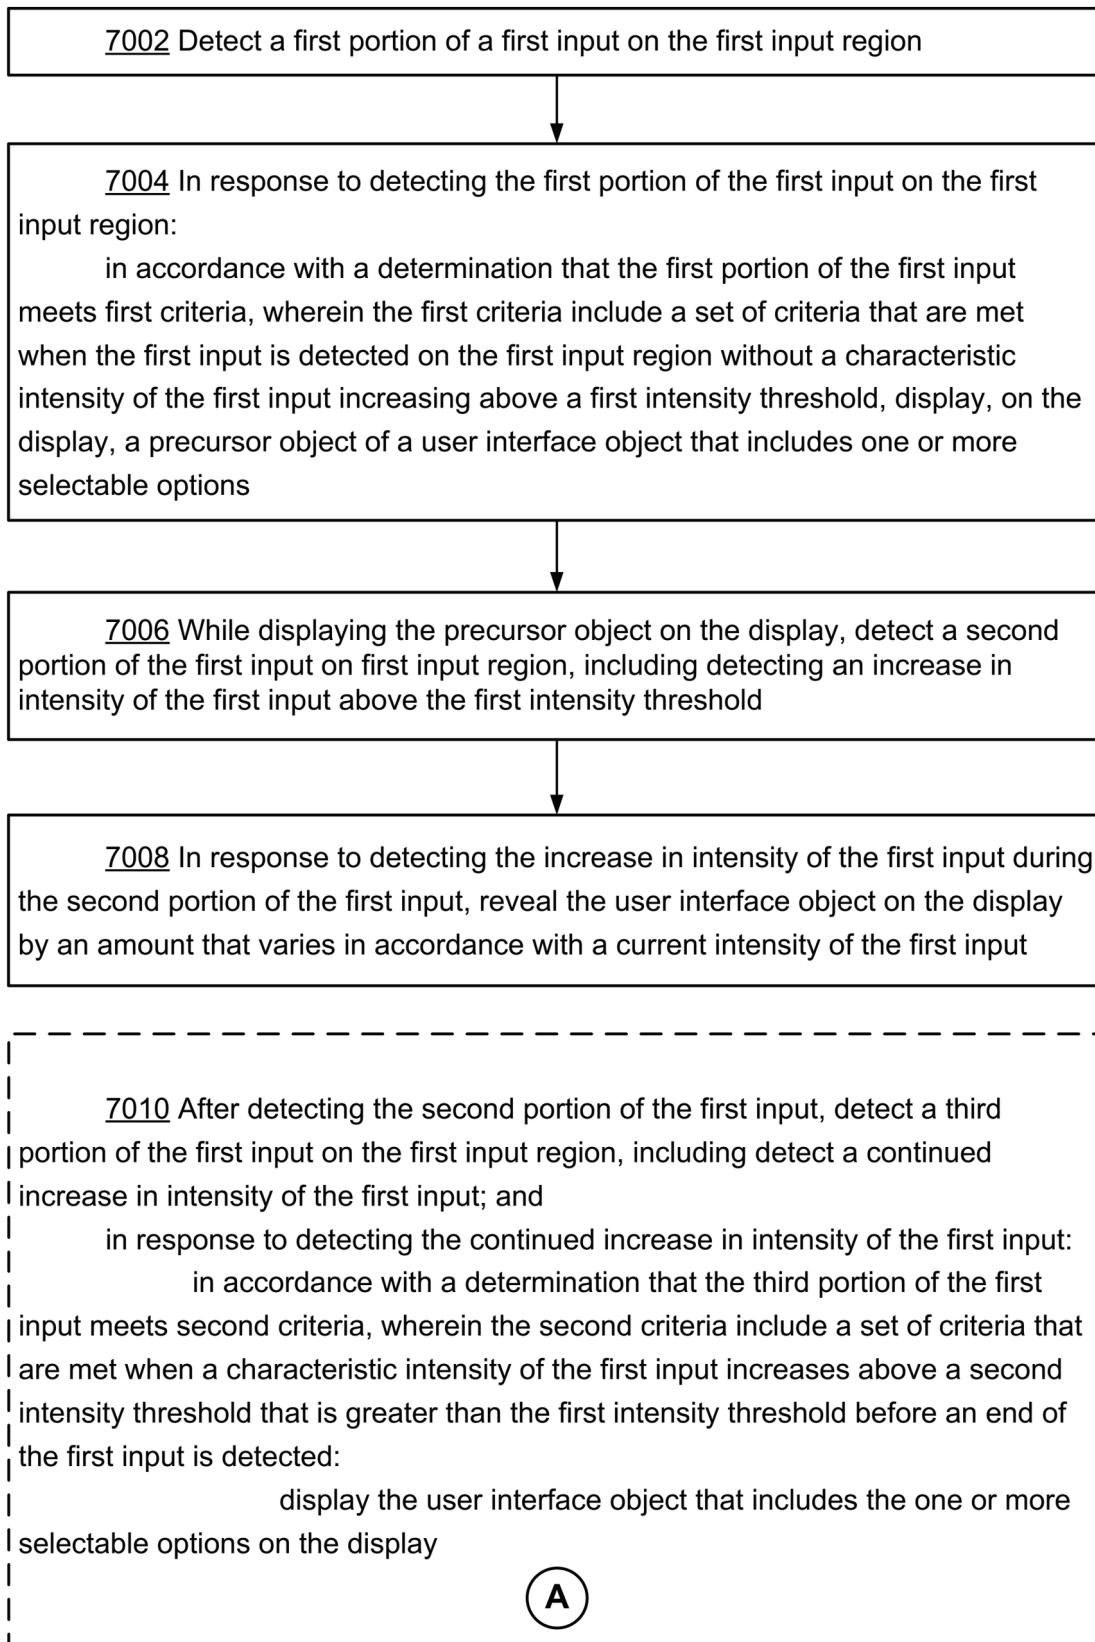 7002 Detect a first portion of a first input on the first input region
7004 In response to detecting the first portion of the first input on the first
input region:
in accordance with a determination that the first portion of the first input
meets first criteria, wherein the first criteria include a set of criteria that are met
when the first input is detected on the first input region without a characteristic
intensity of the first input increasing above a first intensity threshold, display, on the
display, a precursor object of a user interface object that includes one or more
selectable options
7006 While displaying the precursor object on the display, detect a second
portion of the first input on first input region, including detecting an increase in
intensity of the first input above the first intensity threshold
7008 In response to detecting the increase in intensity of the first input during
the second portion of the first input, reveal the user interface object on the display
by an amount that varies in accordance with a current intensity of the first input
7010 After detecting the second portion of the first input, detect a third
portion of the first input on the first input region, including detect a continued
increase in intensity of the first input; and
in response to detecting the continued increase in intensity of the first input:
in accordance with a determination that the third portion of the first
input meets second criteria, wherein the second criteria include a set of criteria that
are met when a characteristic intensity of the first input increases above a second
intensity threshold that is greater than the first intensity threshold before an end of
the first input is detected:
display the user interface object that includes the one or more
selectable options on the display
A